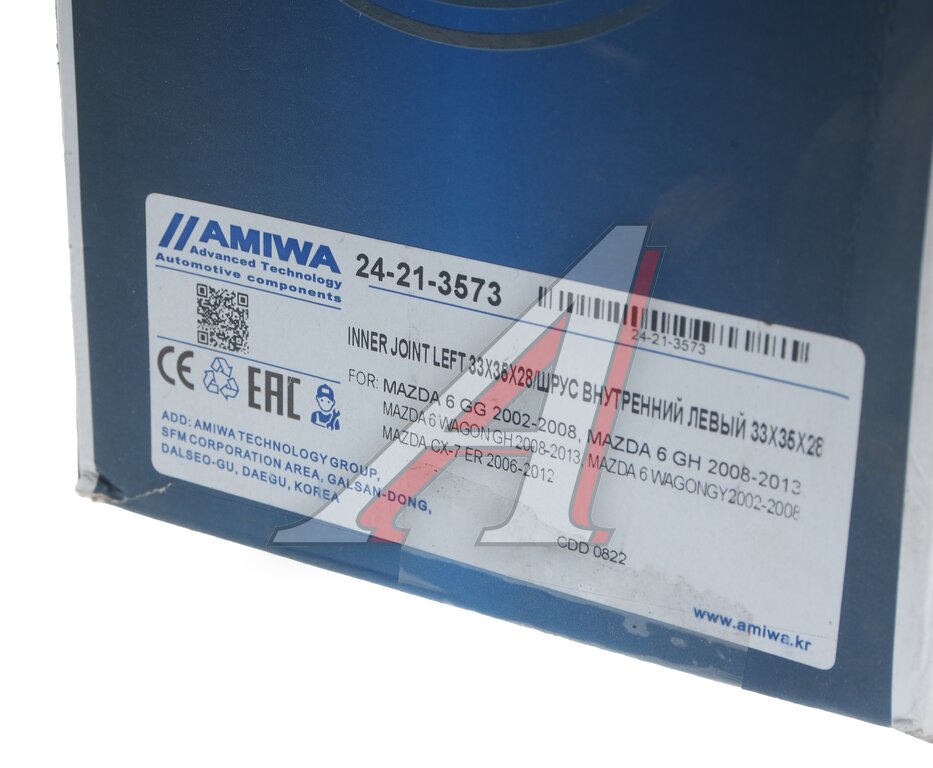 AMIWA
Advanced Technology
Automotive components
24-21-3573
24-21-3573
INNER JOINT LEFT 33X35X28/ШРУС ВНУТРЕННИЙ ЛЕВЫЙ 33X35X28
FOR: MAZDA 6 GG 2002-2008, MAZDA 6 GH 2008-2013
MAZDA 6 WAGON GH 2008-2013, MAZDA 6 WAGONGY2002-2008
MAZDA CX-7 ER 2006-2012
CE
EAC
ADD: AMIWA TECHNOLOGY GROUP,
SFM CORPORATION AREA, GALSAN-DONG,
DALSEO-GU, DAEGU, KOREA
CDD 0822
www.amiwa.kr